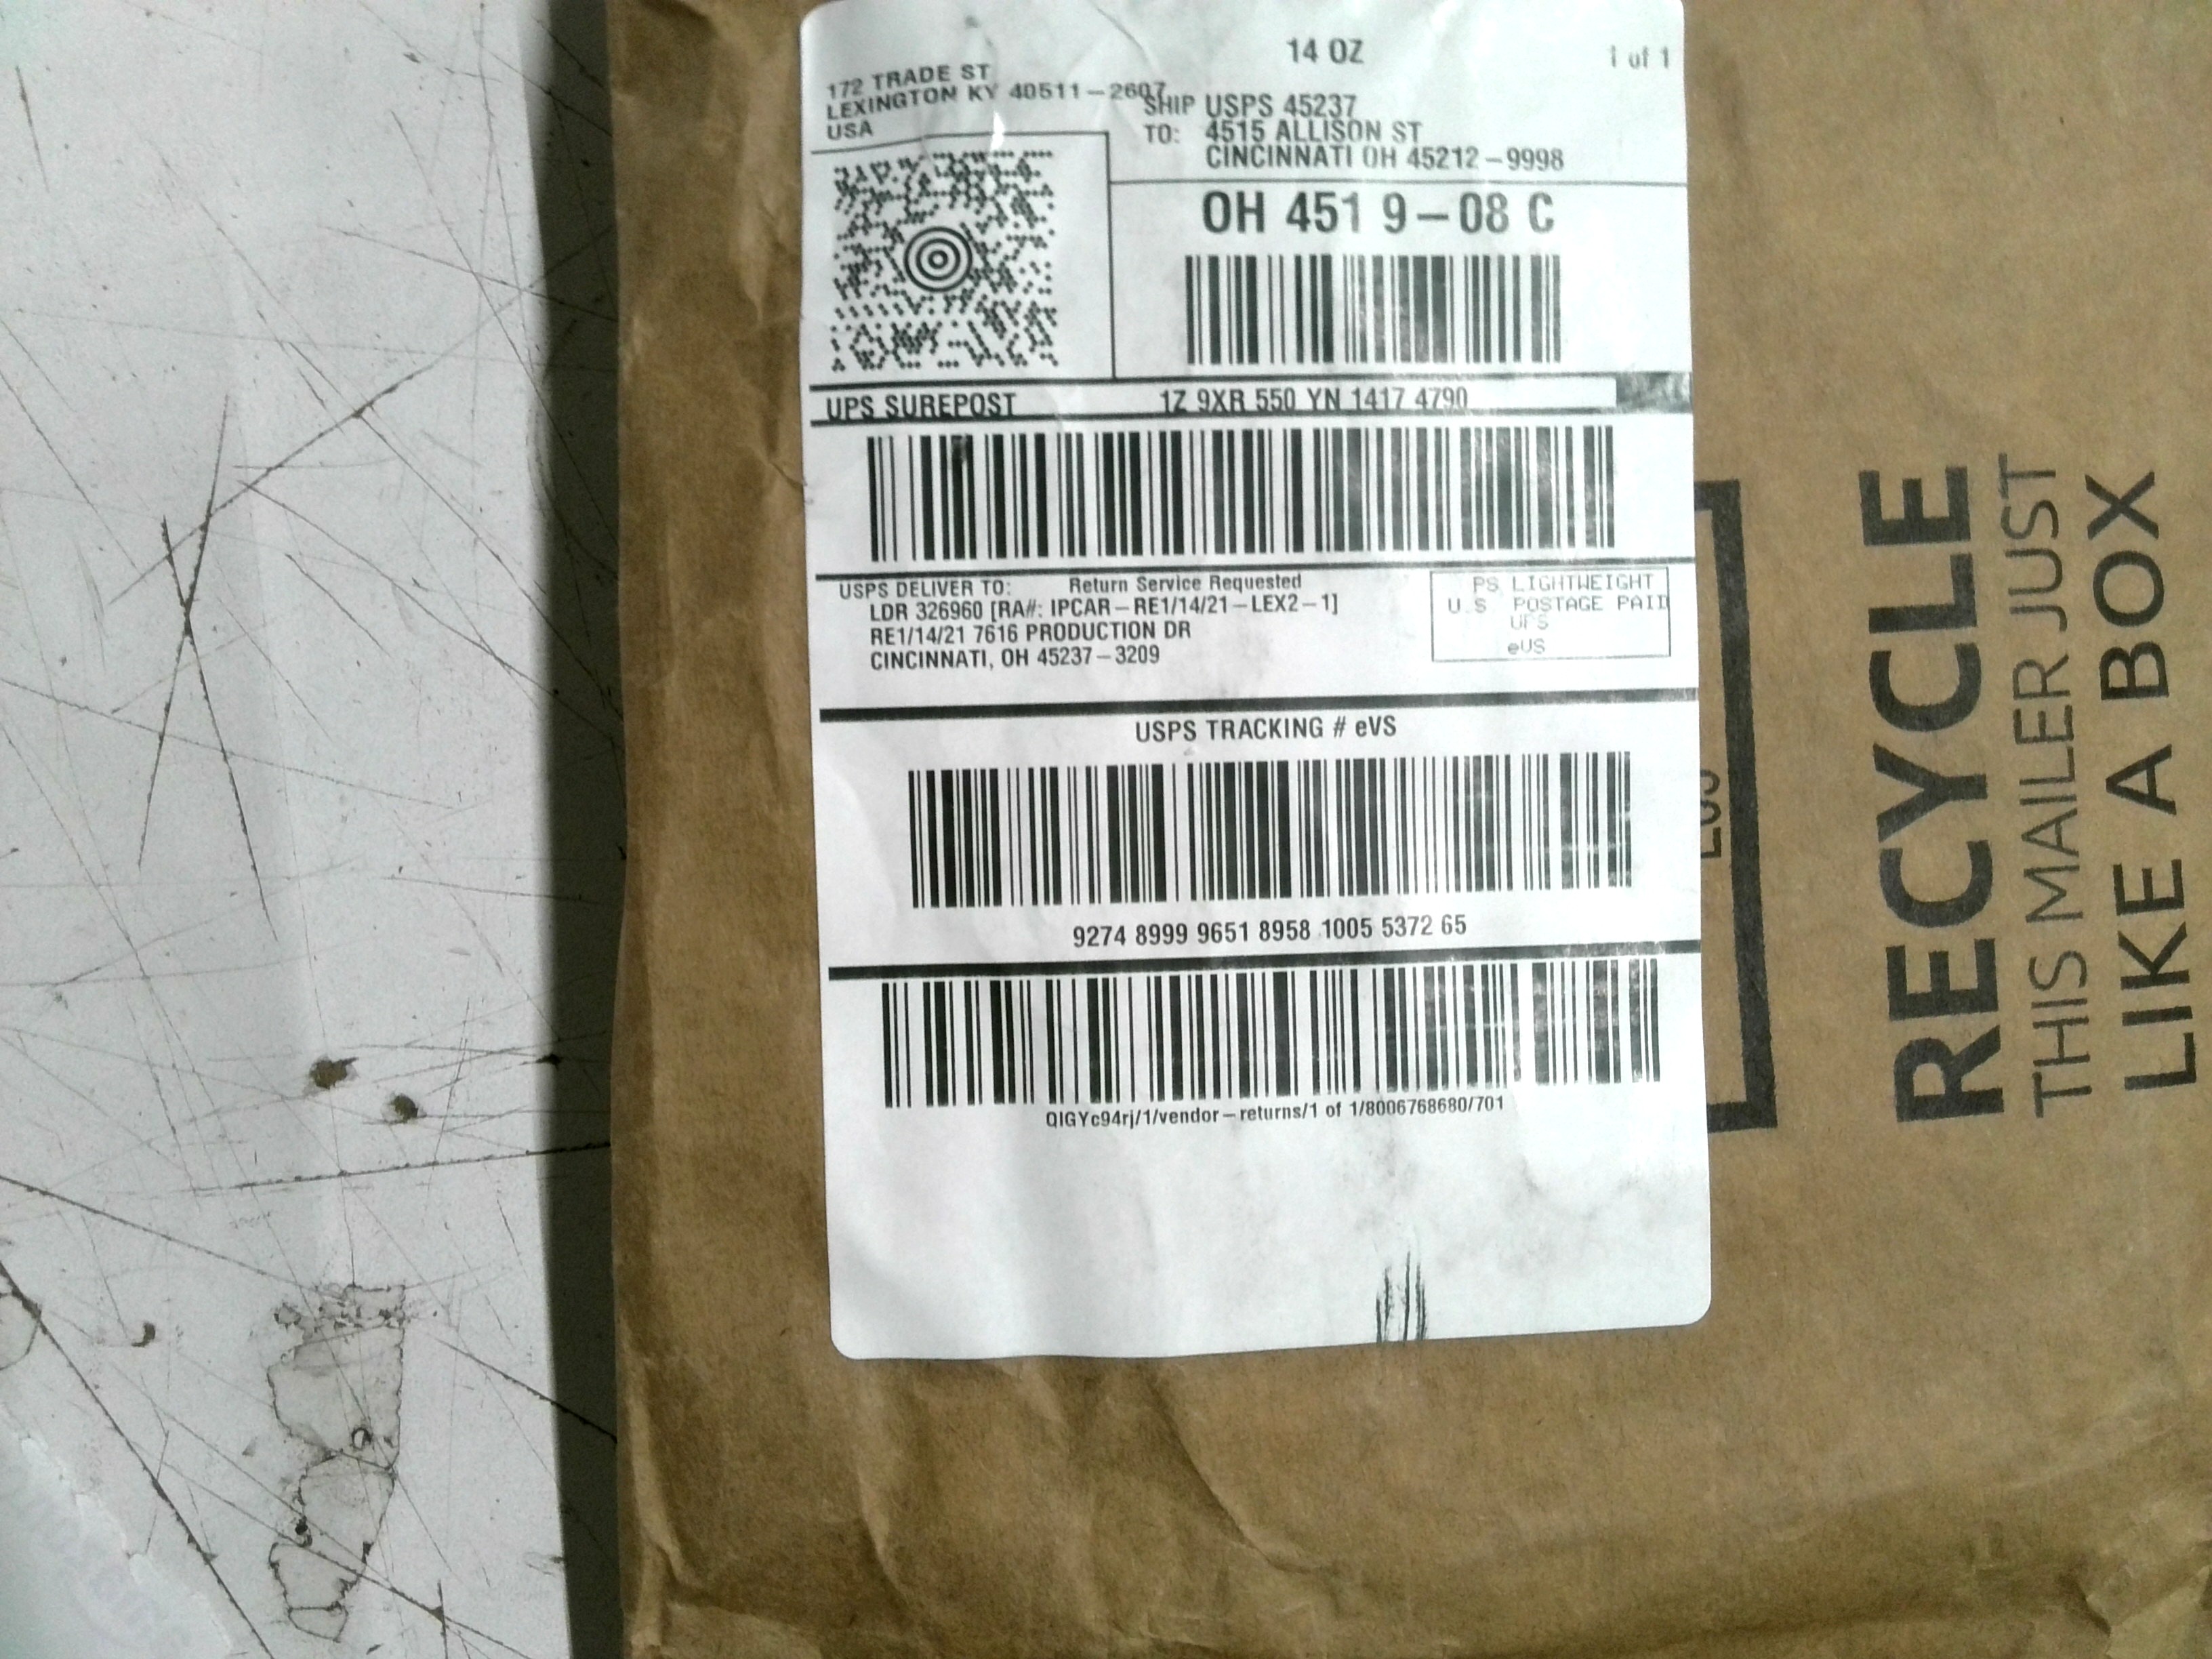 14 OZ
1 of 1
172 TRADE ST
LEXINGTON KY 40511-2607
USA
SHIP USPS 45237
TO: 4515 ALLISON ST
CINCINNATI OH 45212-9998
OH 451 9-08 C
UPS SUREPOST 1Z 9XR 550 YN 1417 4790
USPS DELIVER TO: Return Service Requested
LDR 326960 [RA#: IPCAR-RE1/14/21-LEX2-1]
RE1/14/21 7616 PRODUCTION DR
CINCINNATI, OH 45237-3209
PS LIGHTWEIGHT
U.S POSTAGE PAID
UPS
eVS
USPS TRACKING # eVS
9274 8999 9651 8958 1005 5372 65
QIGYc94rj/1/vendor-returns/1 of 1/8006768680/701
RECYCLE
THIS MAILER JUST
LIKE A BOX